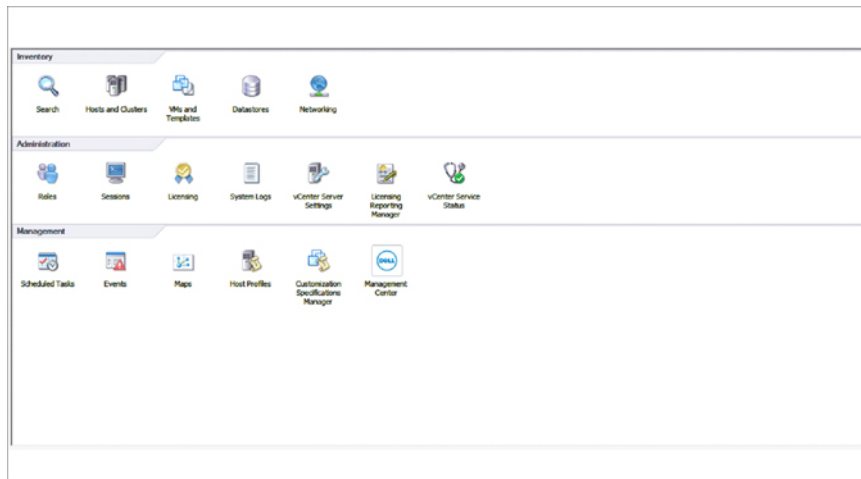 Inventory
Search
Hosts and Clusters
VMs and
Templates
Datastores
Networking
Administration
Roles
Sessions
Licensing
System Logs
vCenter Server
Settings
Licensing
Reporting
Manager
vCenter Service
Status
Management
Scheduled Tasks
Events
Maps
Host Profiles
Customization
Specifications
Manager
DELL
Management
Center